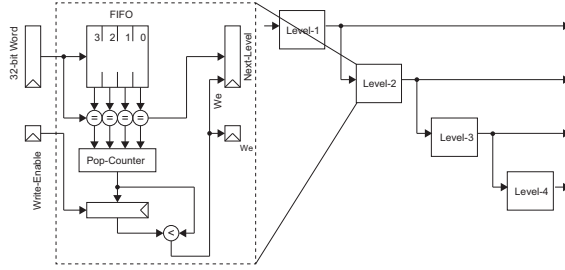 FIFO
3 2 1 0
32-bit Word
Next-Level
We
= = = =
Pop-Counter
We
Write-Enable
<
Level-1
Level-2
Level-3
Level-4